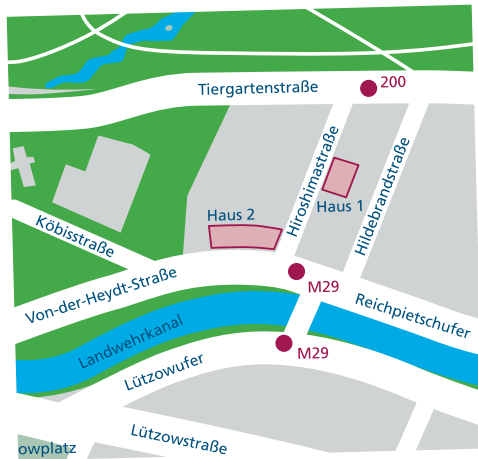 Tiergartenstraße
200
Hiroshimastraße
Hildebrandstraße
Haus 1
Haus 2
Köbisstraße
Von-der-Heydt-Straße
M29
Reichpietschufer
Landwehrkanal
M29
Lützowufer
Lützowstraße
owplatz